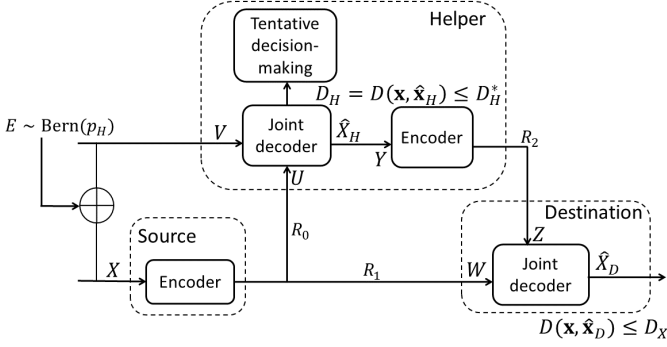 Helper
Tentative
decision-
making
D_H = D(𝐱, 𝐱̂_H) ≤ D_H^*
E ~ Bern(p_H)
V
Joint
decoder
X̂_H
Y
Encoder
R_2
U
R_0
Source
X
Encoder
R_1
Destination
Z
W
Joint
decoder
X̂_D
D(𝐱, 𝐱̂_D) ≤ D_X